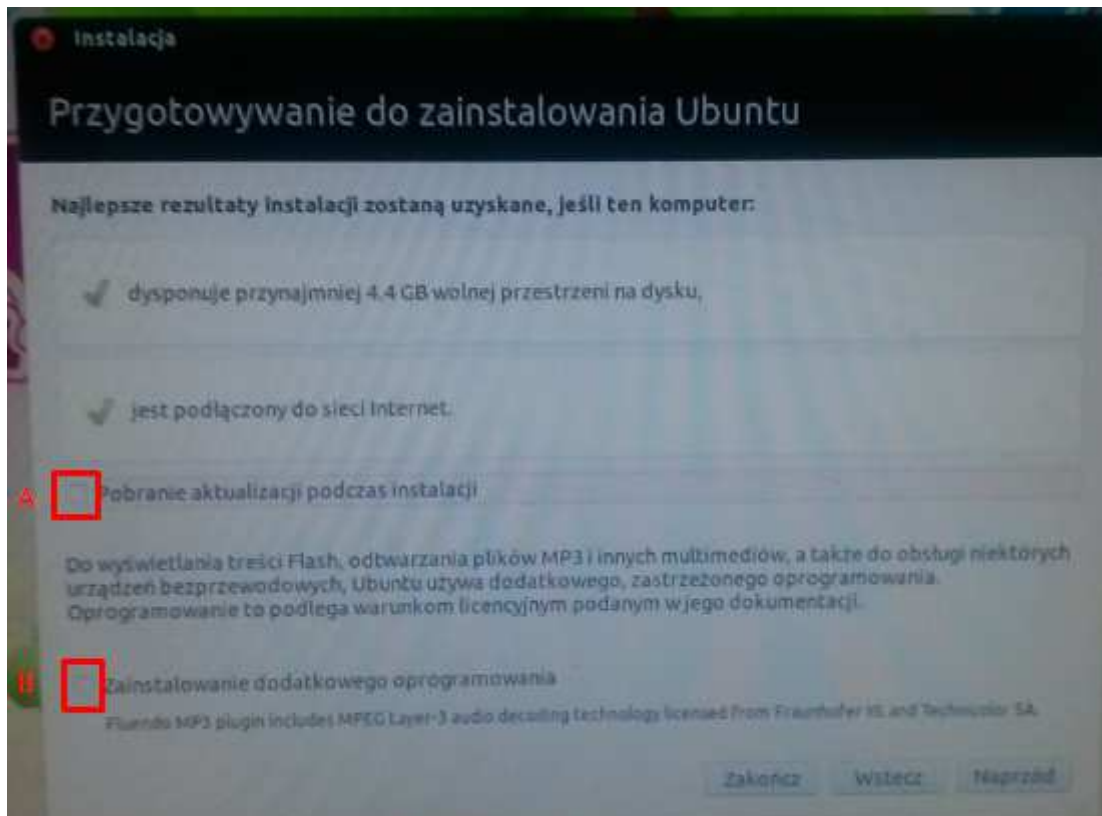 Instalacja
Przygotowywanie do zainstalowania Ubuntu
Najlepsze rezultaty instalacji zostaną uzyskane, jeśli ten komputer:
dysponuje przynajmniej 4.4 GB wolnej przestrzeni na dysku,
jest podłączony do sieci Internet.
A Pobranie aktualizacji podczas instalacji
Do wyświetlania treści Flash, odtwarzania plików MP3 i innych multimediów, a także do obsługi niektórych
urządzeń bezprzewodowych, Ubuntu używa dodatkowego, zastrzeżonego oprogramowania.
Oprogramowanie to podlega warunkom licencyjnym podanym w jego dokumentacji.
Zainstalowanie dodatkowego oprogramowania
Fluendo MP3 plugin includes MPEG Layer-3 audio decoding technology licensed from Fraunhofer IIS and Technicolor SA.
Zakończ Wstecz Naprzód